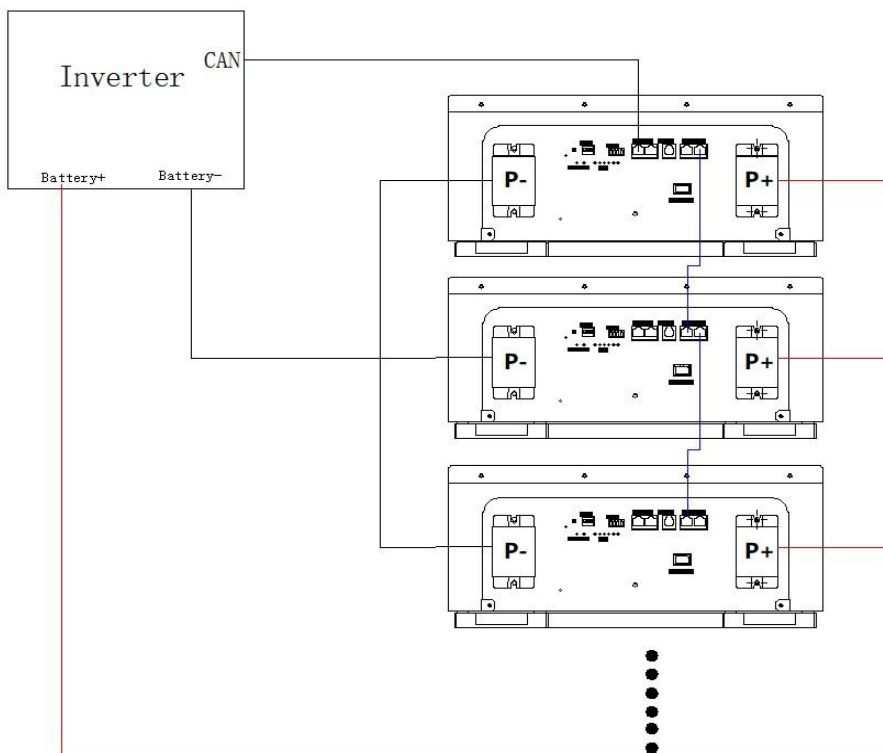 CAN
Inverter
Battery+
Battery-
P-
P+
P-
P+
P-
P+